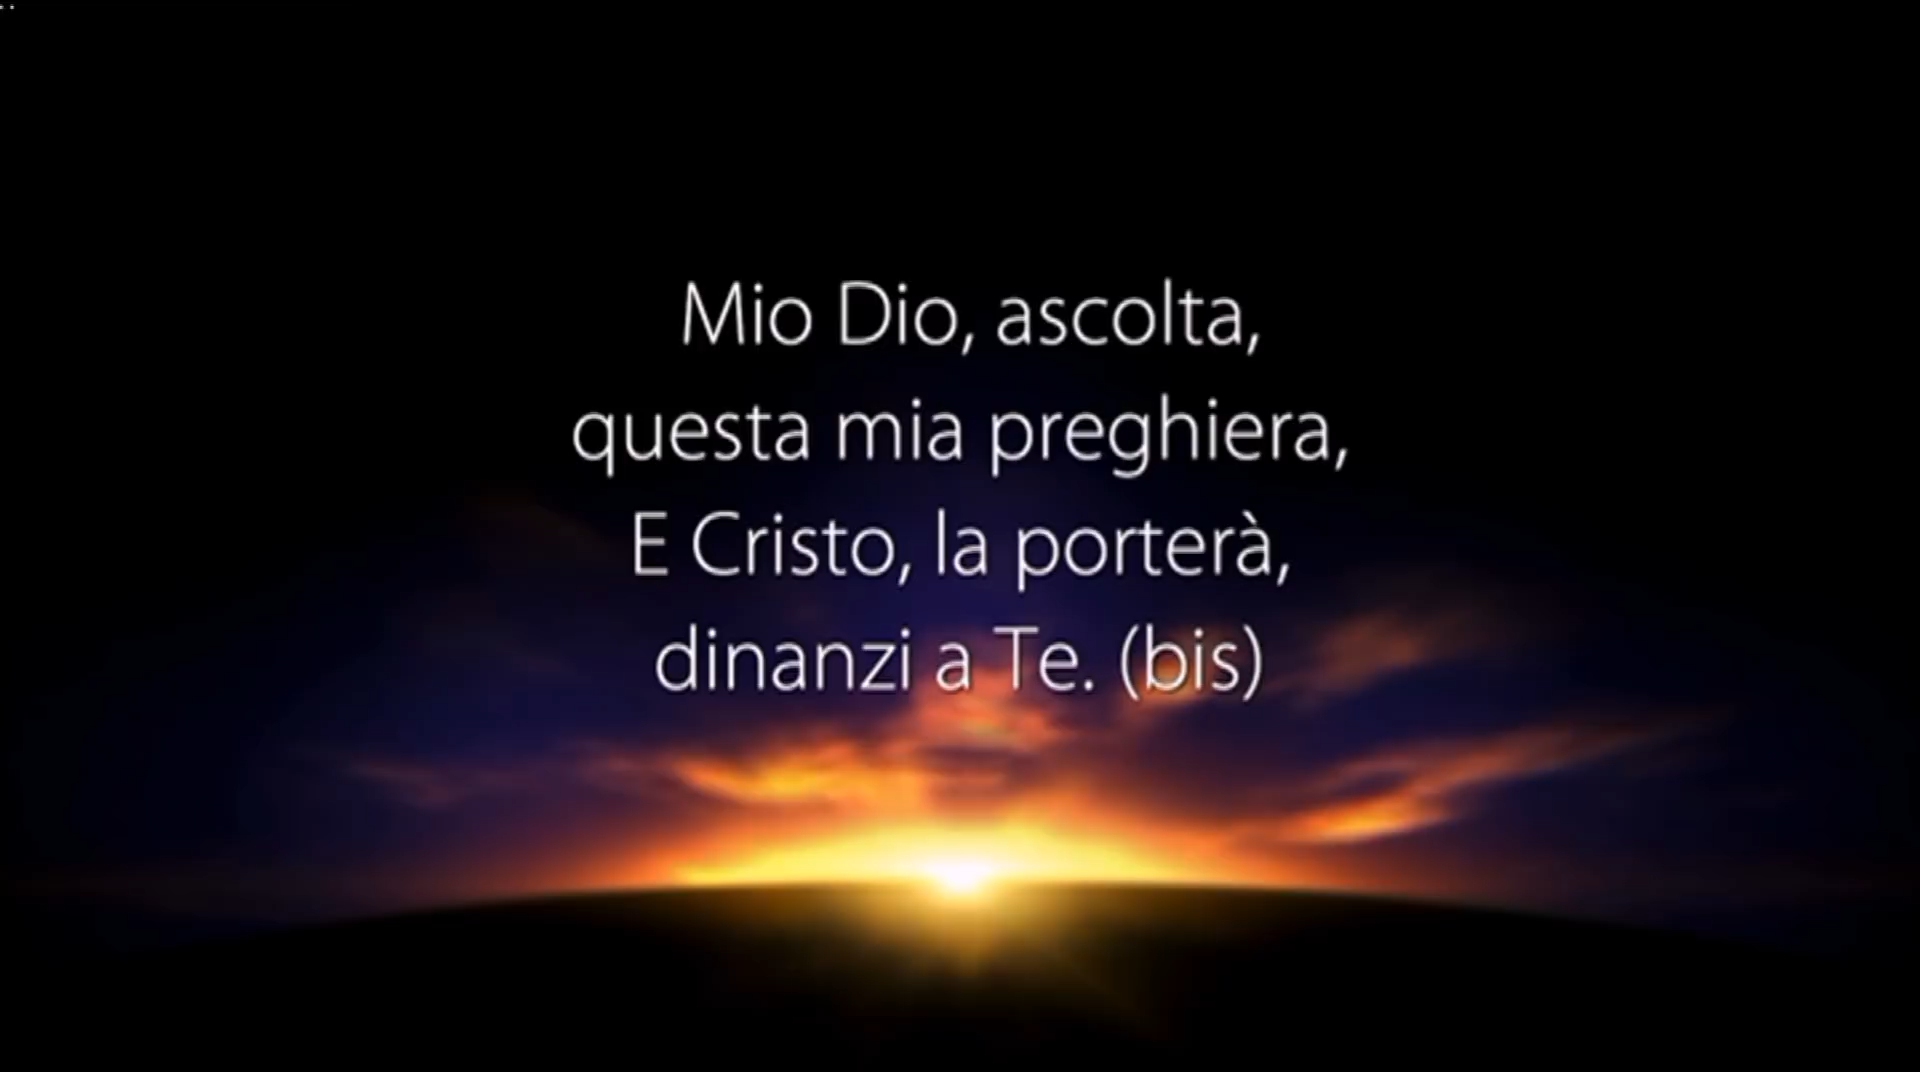 Mio Dio, ascolta,
questa mia preghiera,
E Cristo, la porterà,
dinanzi a Te. (bis)